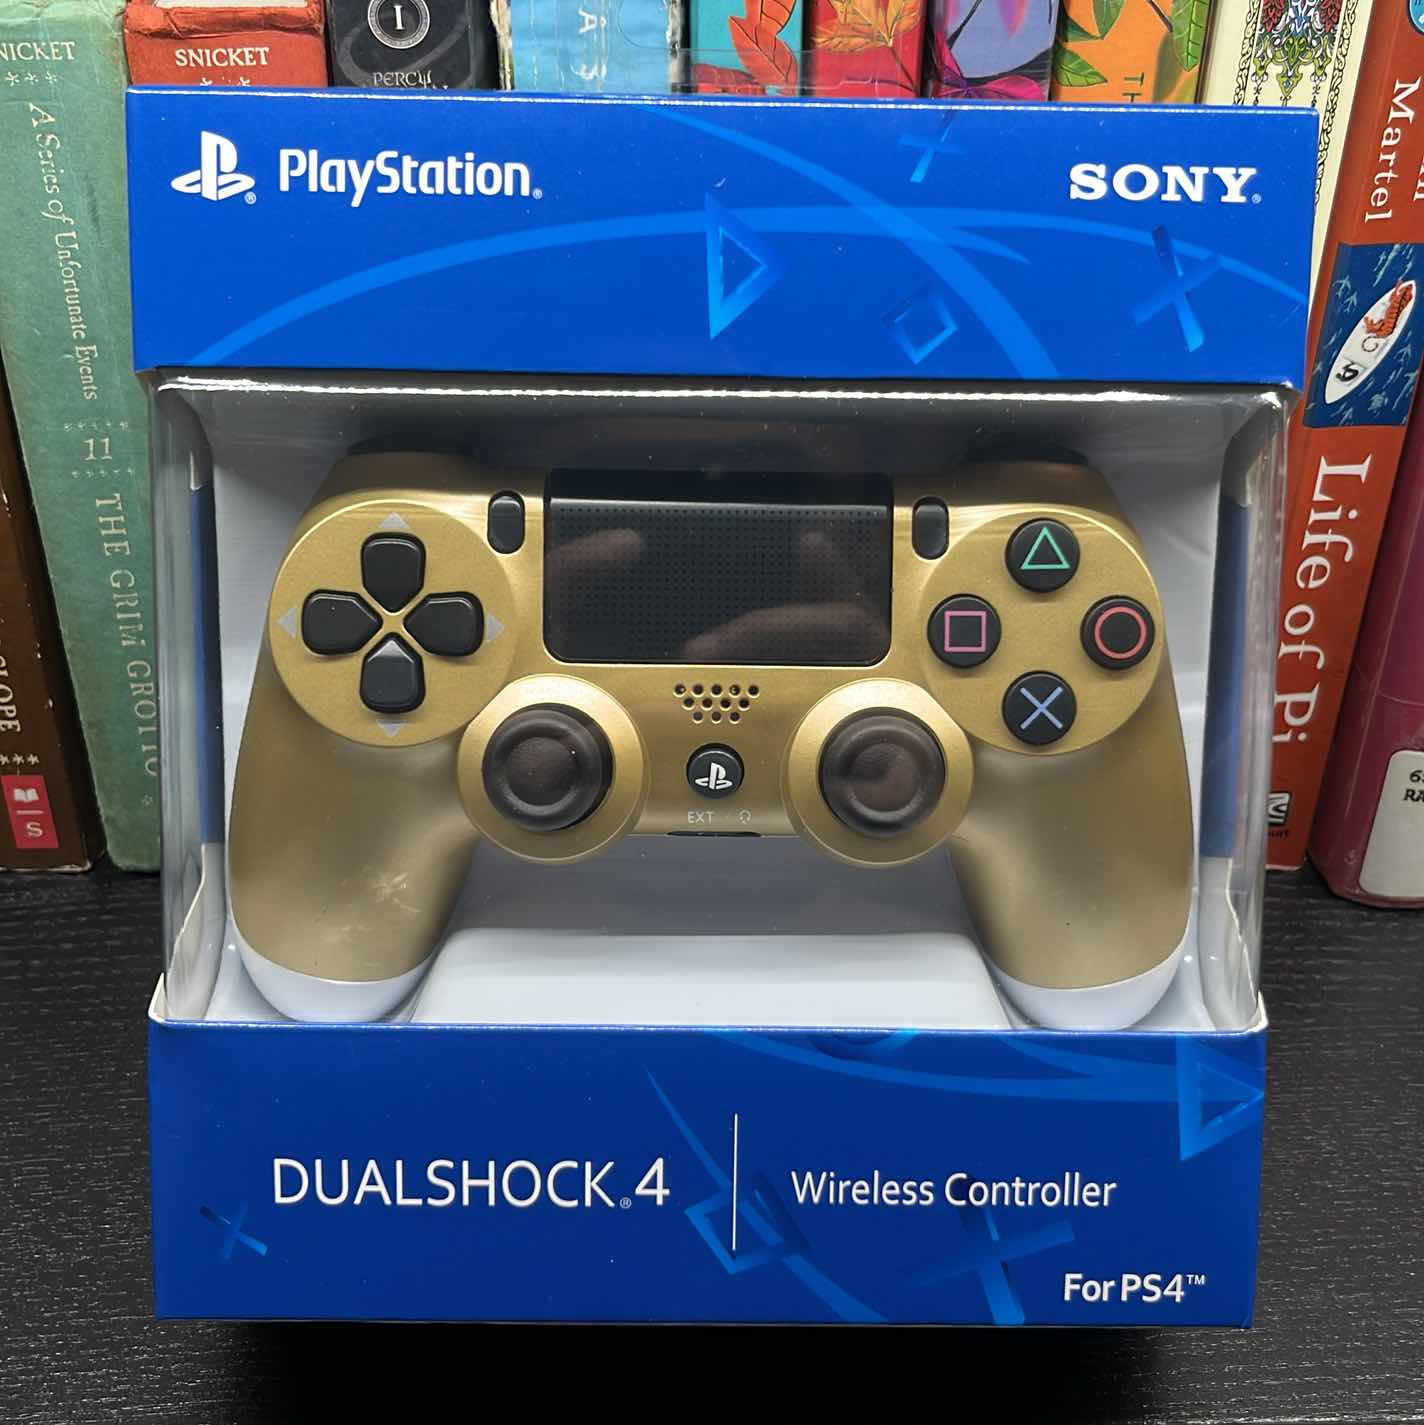 NICKET
A Series of Unfortunate Events
11
THE GRIM GROTTO
SLOPE
S
SNICKET
I
PERCY
Martel
Life of Pi
PlayStation®
SONY®
EXT
DUALSHOCK®4
Wireless Controller
For PS4™